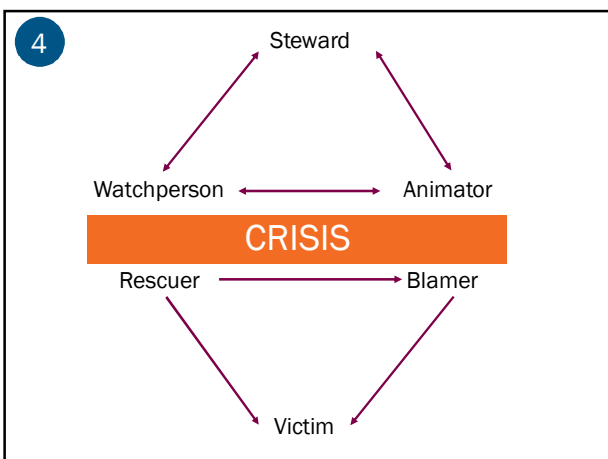 4
Steward
Watchperson Animator
CRISIS
Rescuer Blamer
Victim